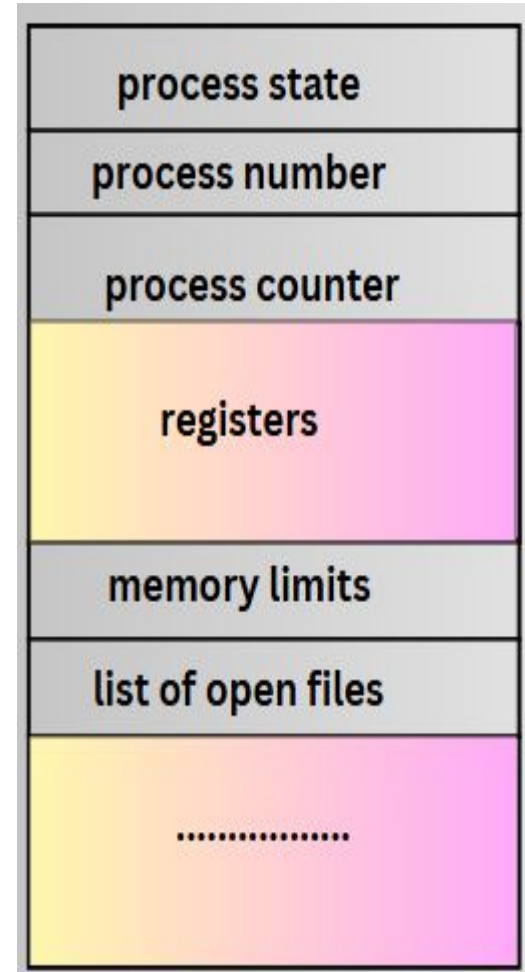 process state
process number
process counter
registers
memory limits
list of open files
.................